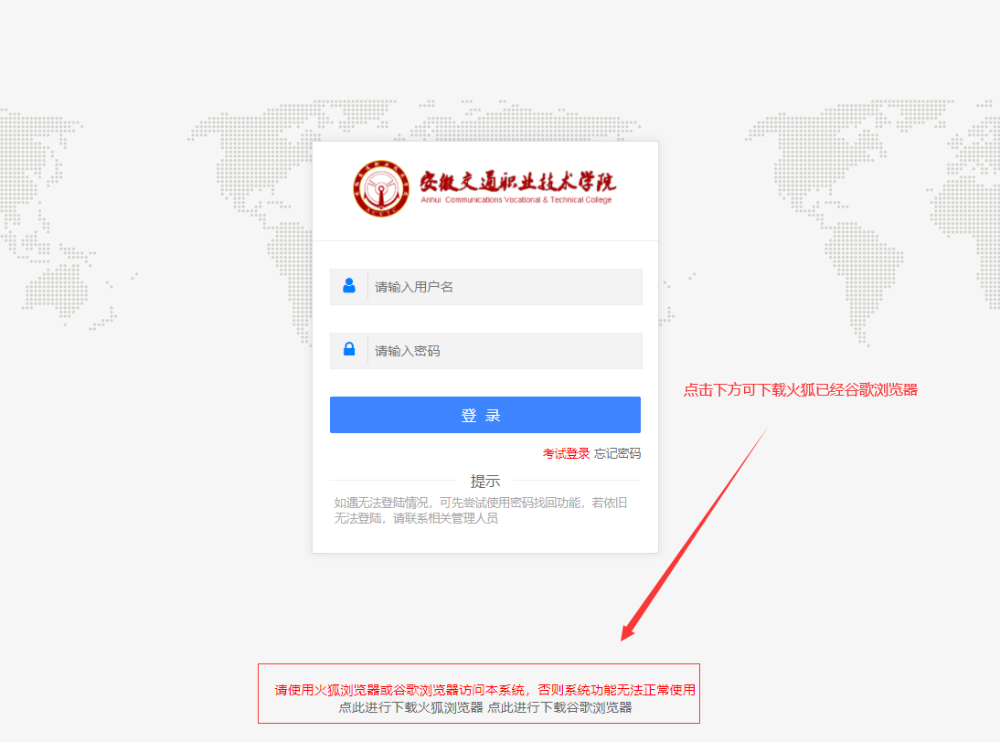 安徽交通职业技术学院
Anhui Communications Vocational & Technical College
请输入用户名
请输入密码
登 录
点击下方可下载火狐已经谷歌浏览器
考试登录 忘记密码
提示
如遇无法登陆情况，可先尝试使用密码找回功能，若依旧
无法登陆，请联系相关管理人员
请使用火狐浏览器或谷歌浏览器访问本系统，否则系统功能无法正常使用
点此进行下载火狐浏览器 点此进行下载谷歌浏览器